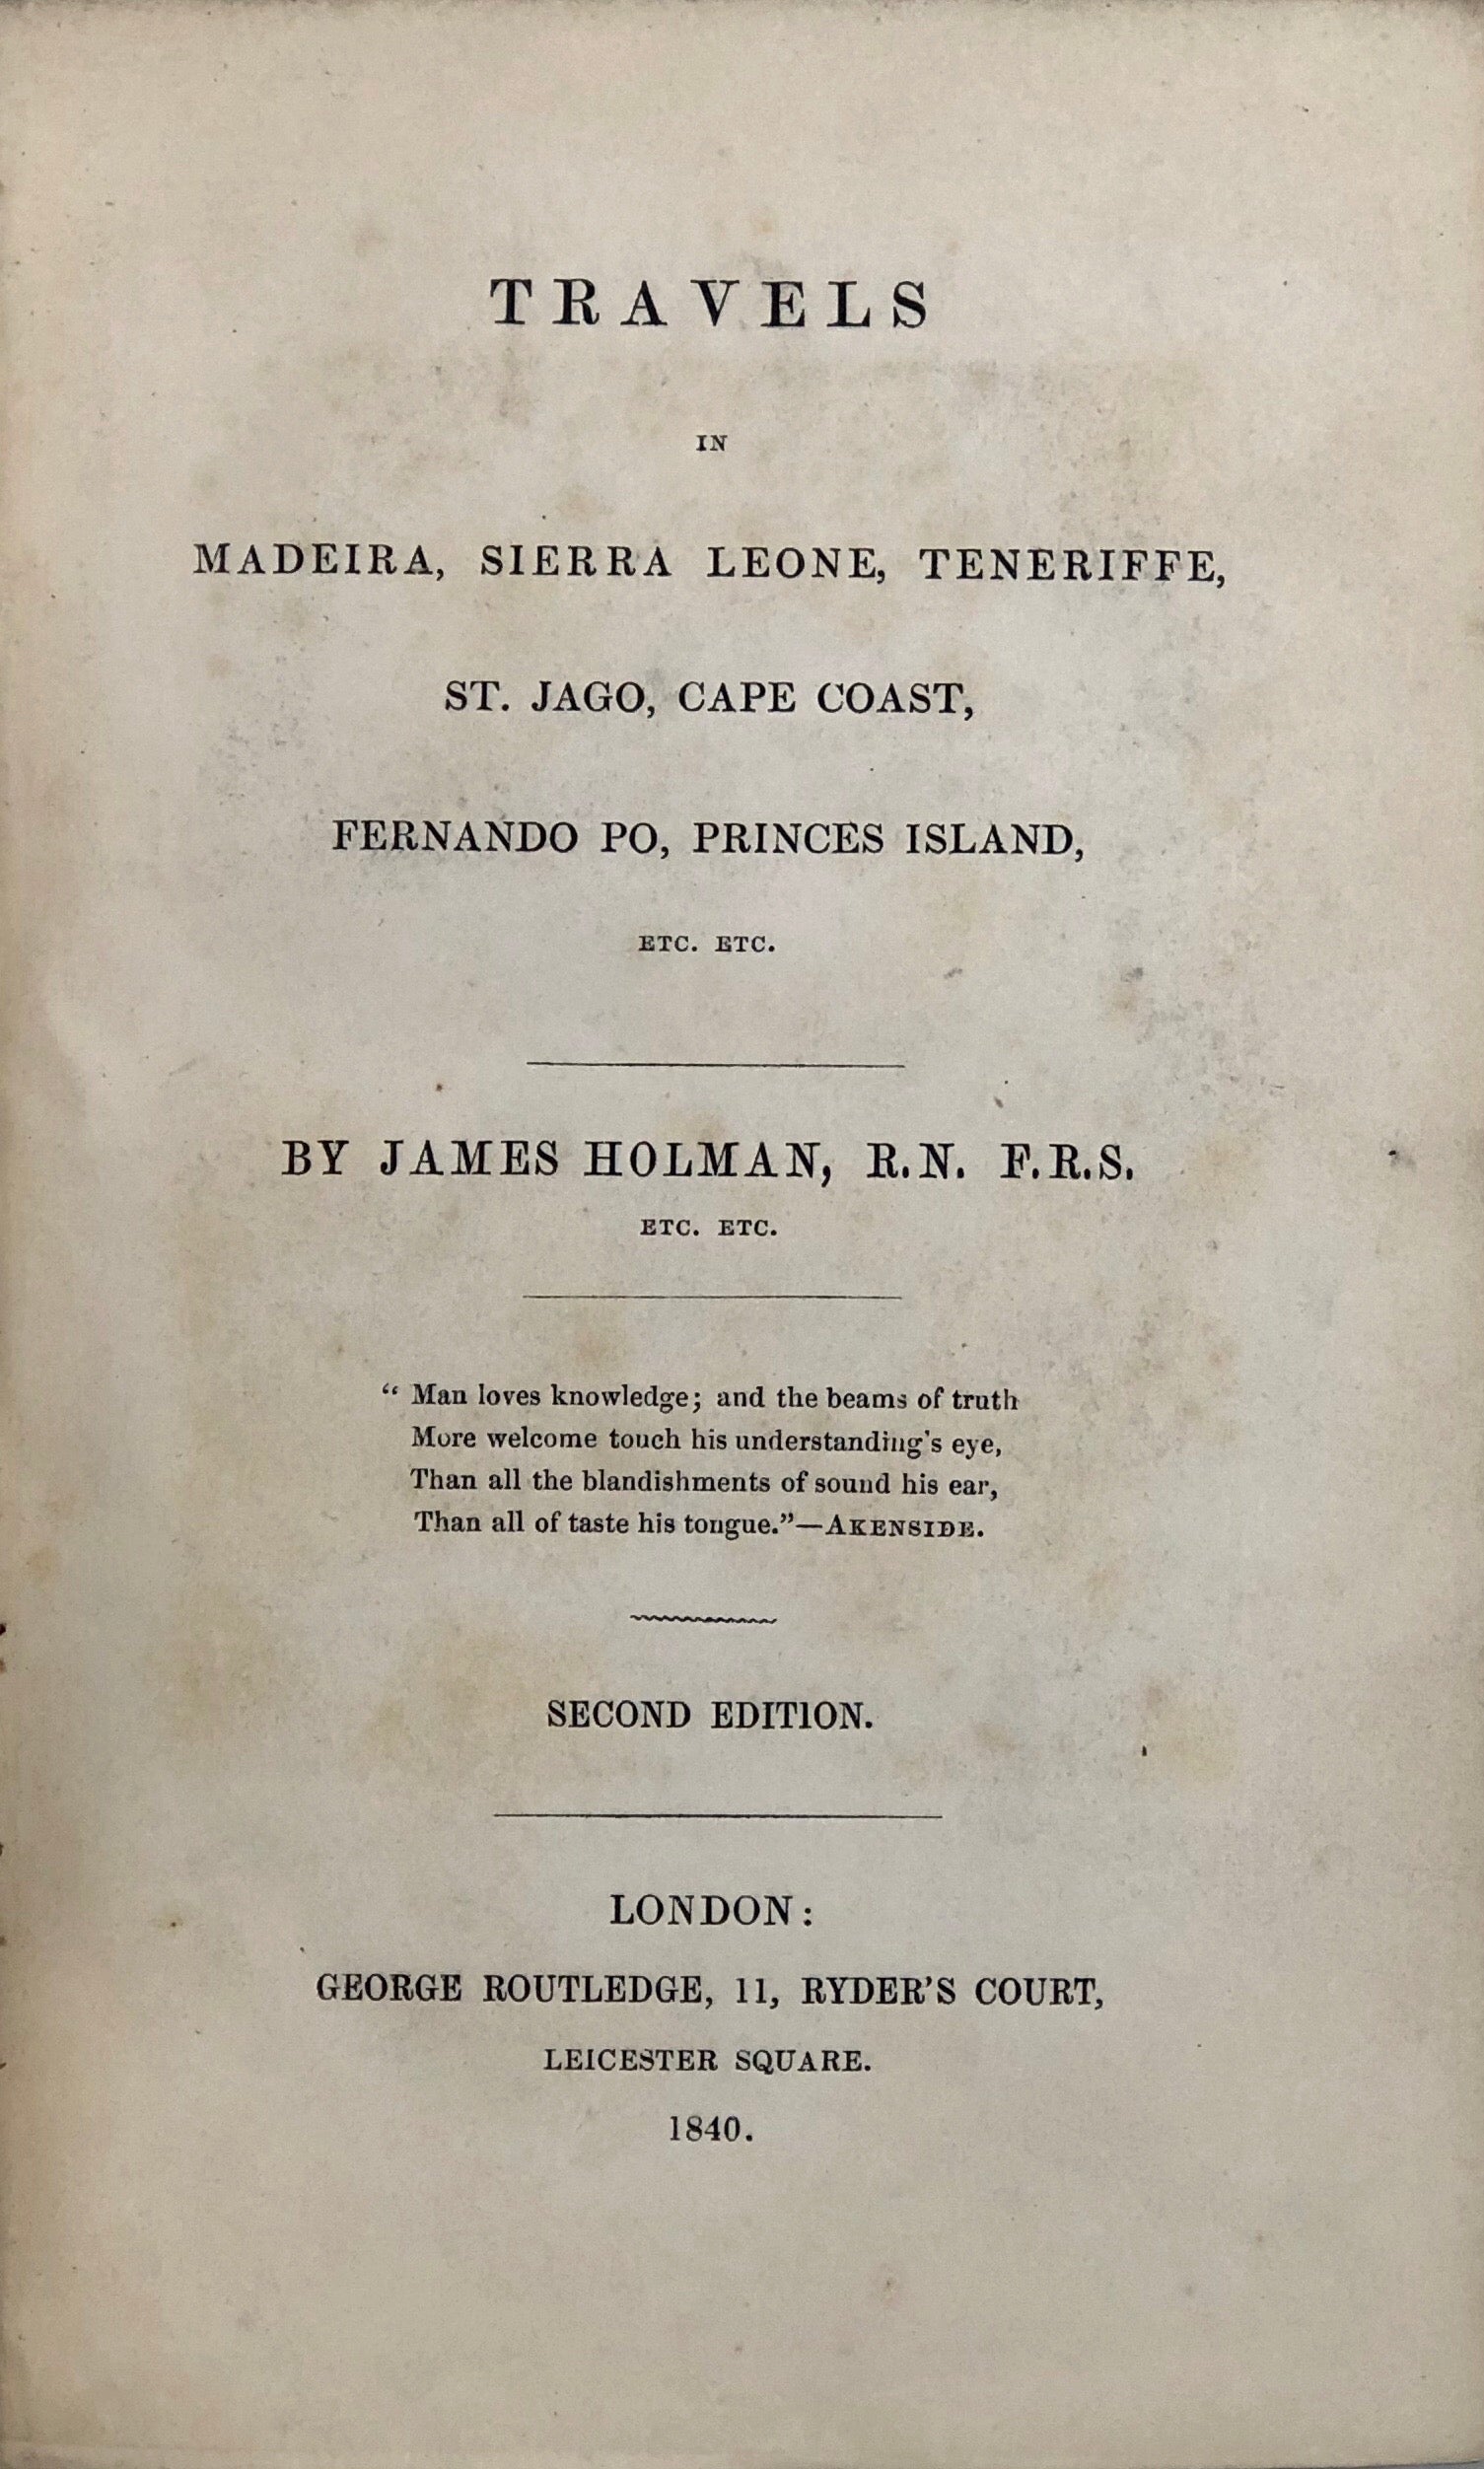 TRAVELS
IN
MADEIRA, SIERRA LEONE, TENERIFFE,
ST. JAGO, CAPE COAST,
FERNANDO PO, PRINCES ISLAND,
ETC. ETC.
BY JAMES HOLMAN, R.N. F.R.S.
ETC. ETC.
“ Man loves knowledge; and the beams of truth
More welcome touch his understanding's eye,
Than all the blandishments of sound his ear,
Than all of taste his tongue.”—AKENSIDE.
SECOND EDITION.
LONDON:
GEORGE ROUTLEDGE, 11, RYDER'S COURT,
LEICESTER SQUARE.
1840.